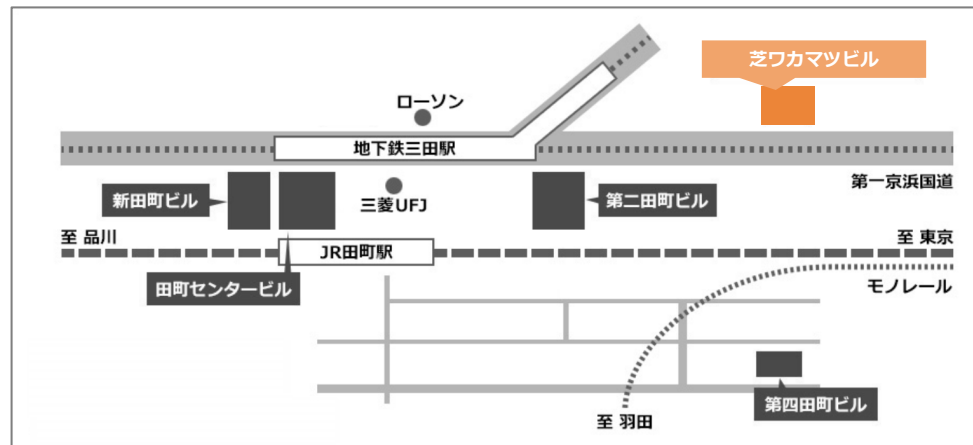 芝ワカマツビル
ローソン
地下鉄三田駅
第一京浜国道
新田町ビル
三菱UFJ
第二田町ビル
至 品川
至 東京
JR田町駅
田町センタービル
モノレール
第四田町ビル
至 羽田